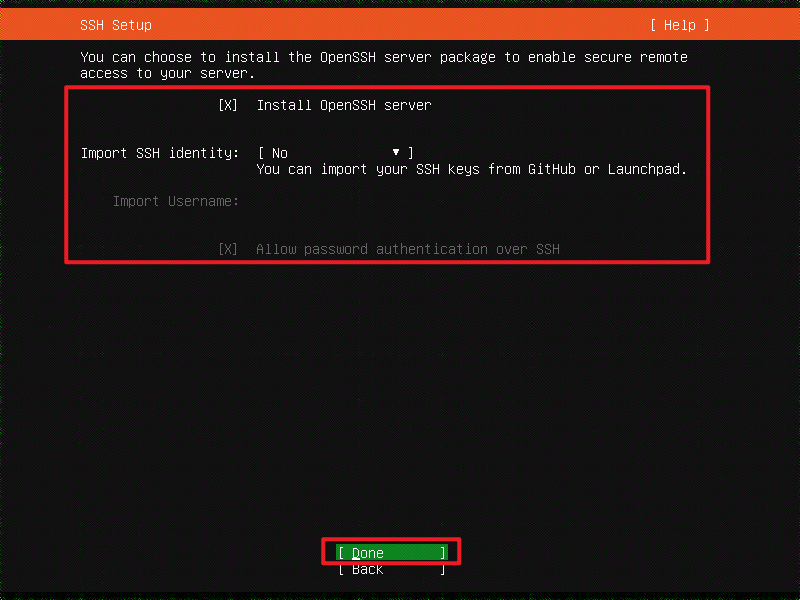 SSH Setup [ Help ]
You can choose to install the OpenSSH server package to enable secure remote
access to your server.
[X] Install OpenSSH server
Import SSH identity: [ No ▾ ]
You can import your SSH keys from GitHub or Launchpad.
Import Username:
[X] Allow password authentication over SSH
[ Done ]
[ Back ]